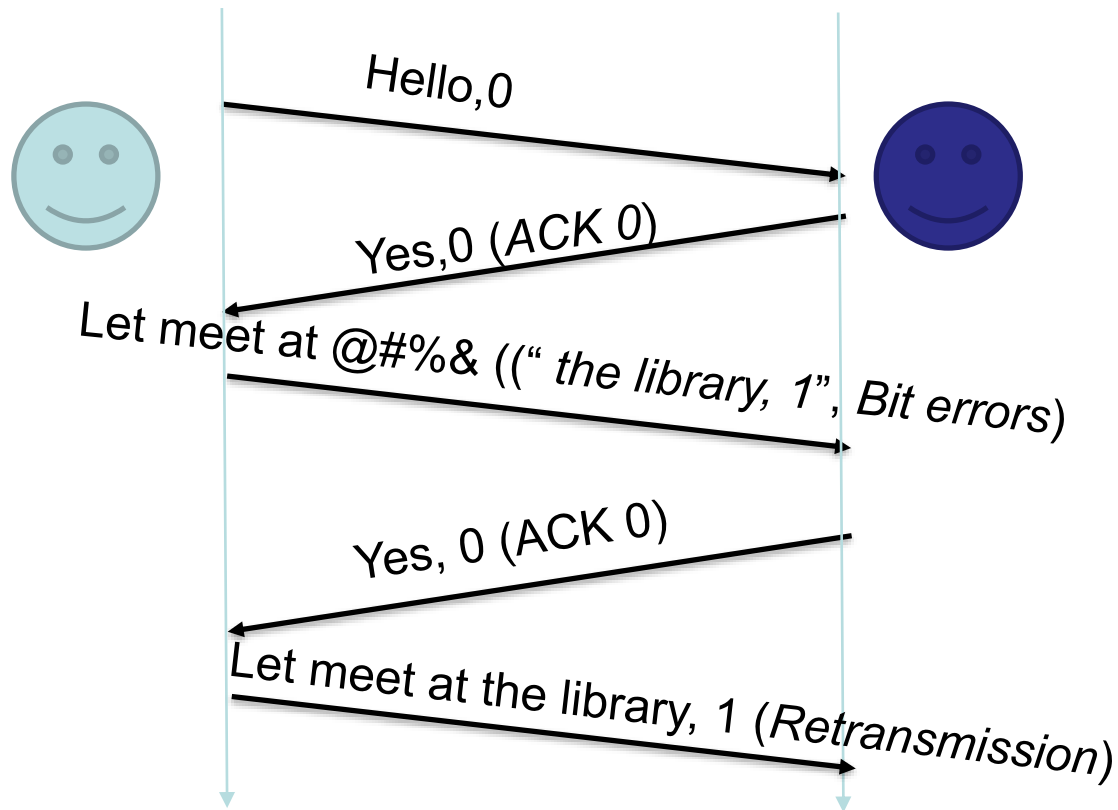 Hello,0
Yes,0 (ACK 0)
Let meet at @#%& ((“ the library, 1”, Bit errors)
Yes, 0 (ACK 0)
Let meet at the library, 1 (Retransmission)